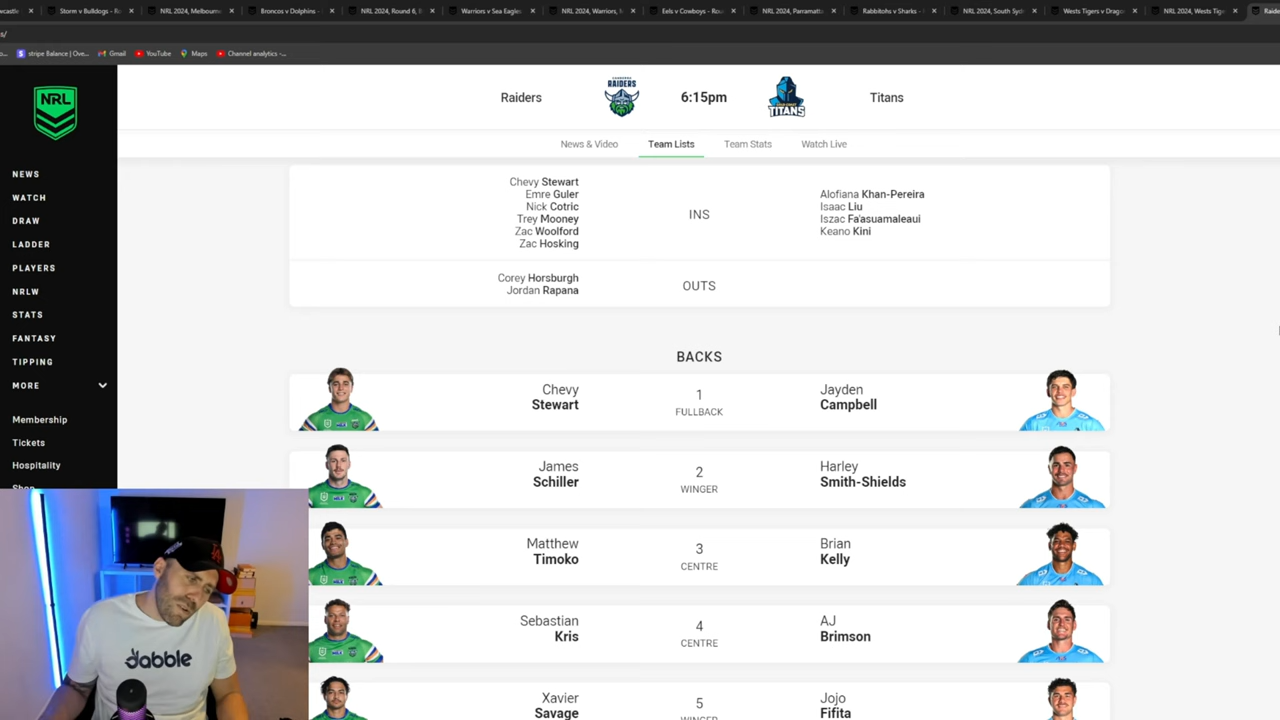 Storm v Bulldogs - Ro
NRL 2024, Melbourne
Broncos v Dolphins -
NRL 2024, Round 6, B
Warriors v Sea Eagles
NRL 2024, Warriors,
Eels v Cowboys - Rou
NRL 2024, Parramatt
Rabbitohs v Sharks -
NRL 2024, South Syd
Wests Tigers v Drago
NRL 2024, Wests Tige
Raide
stripe Balance | Ove...
Gmail
YouTube
Maps
Channel analytics -...
NRL
Raiders
RAIDERS
6:15pm
TITANS
Titans
News & Video
Team Lists
Team Stats
Watch Live
NEWS
WATCH
DRAW
LADDER
PLAYERS
NRLW
STATS
FANTASY
TIPPING
MORE
Membership
Tickets
Hospitality
Chevy Stewart
Emre Guler
Nick Cotric
Trey Mooney
Zac Woolford
Zac Hosking
INS
Alofiana Khan-Pereira
Isaac Liu
Iszac Fa'asuamaleaui
Keano Kini
Corey Horsburgh
Jordan Rapana
OUTS
BACKS
Chevy
Stewart
1
FULLBACK
Jayden
Campbell
James
Schiller
2
WINGER
Harley
Smith-Shields
Matthew
Timoko
3
CENTRE
Brian
Kelly
Sebastian
Kris
4
CENTRE
AJ
Brimson
Xavier
Savage
5
WINGER
Jojo
Fifita
dabble